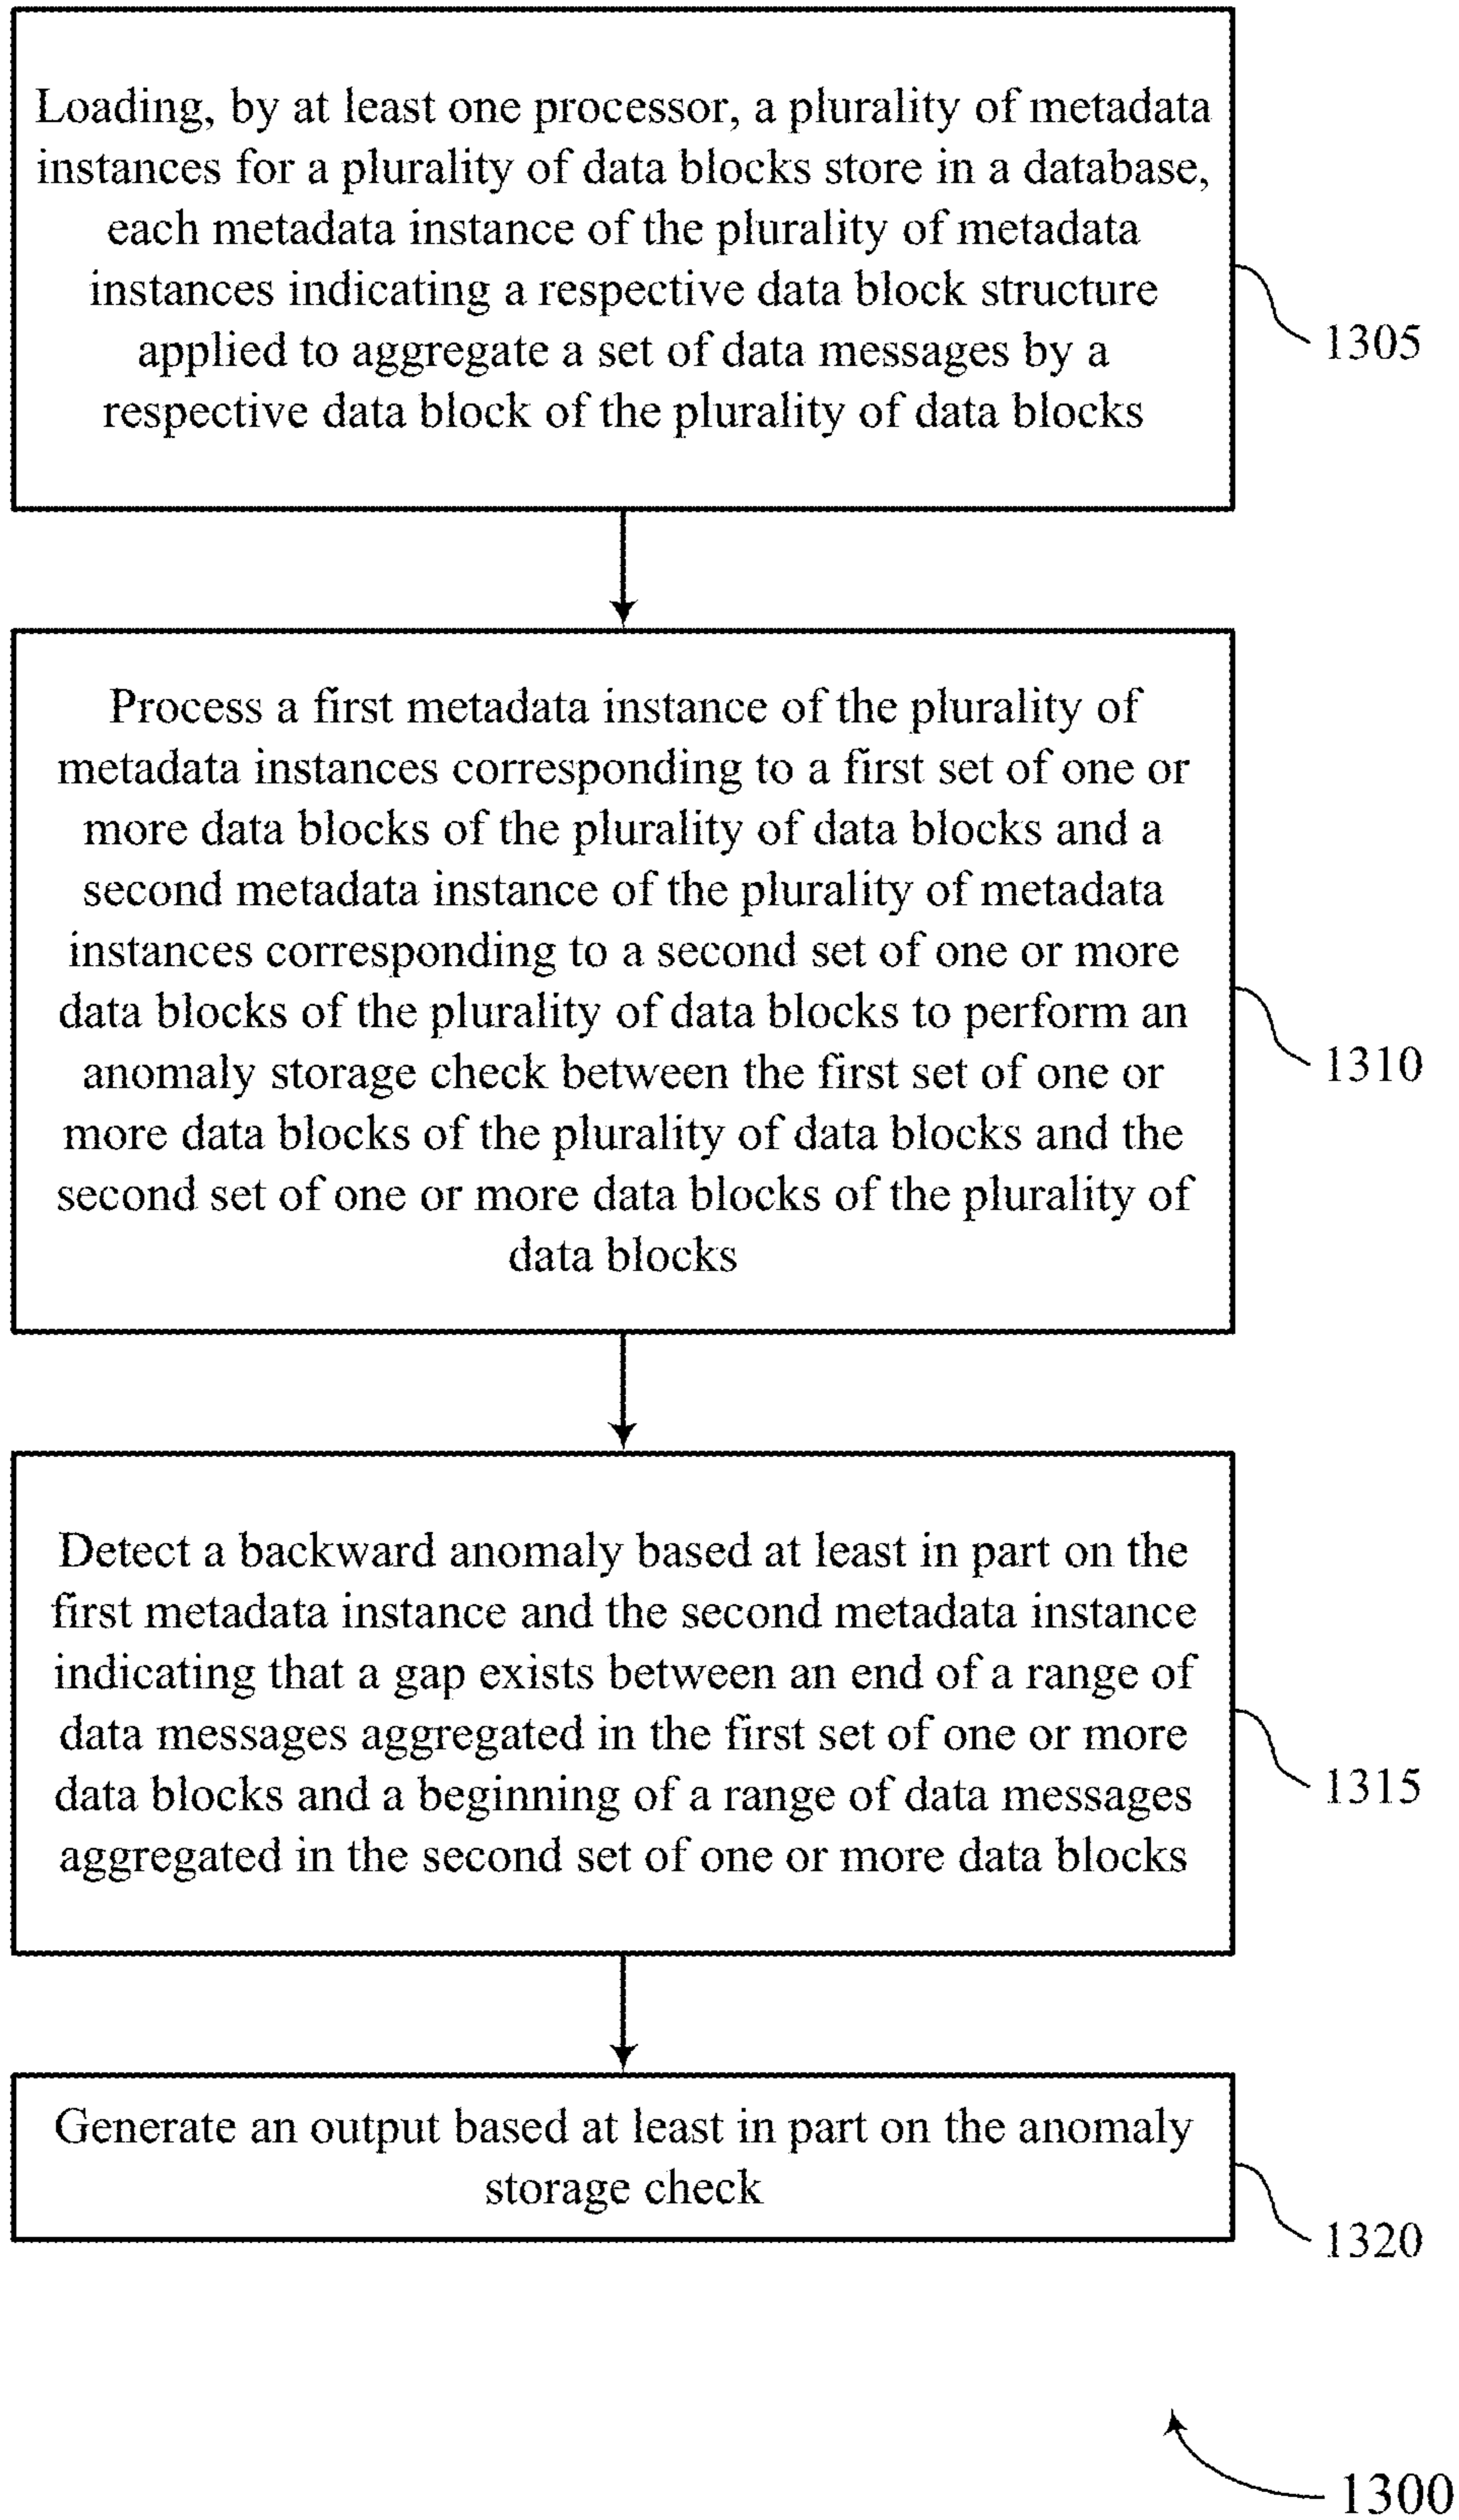 Loading, by at least one processor, a plurality of metadata
instances for a plurality of data blocks store in a database,
each metadata instance of the plurality of metadata
instances indicating a respective data block structure
applied to aggregate a set of data messages by a
respective data block of the plurality of data blocks
1305
Process a first metadata instance of the plurality of
metadata instances corresponding to a first set of one or
more data blocks of the plurality of data blocks and a
second metadata instance of the plurality of metadata
instances corresponding to a second set of one or more
data blocks of the plurality of data blocks to perform an
anomaly storage check between the first set of one or
more data blocks of the plurality of data blocks and the
second set of one or more data blocks of the plurality of
data blocks
1310
Detect a backward anomaly based at least in part on the
first metadata instance and the second metadata instance
indicating that a gap exists between an end of a range of
data messages aggregated in the first set of one or more
data blocks and a beginning of a range of data messages
aggregated in the second set of one or more data blocks
1315
Generate an output based at least in part on the anomaly
storage check
1320
1300